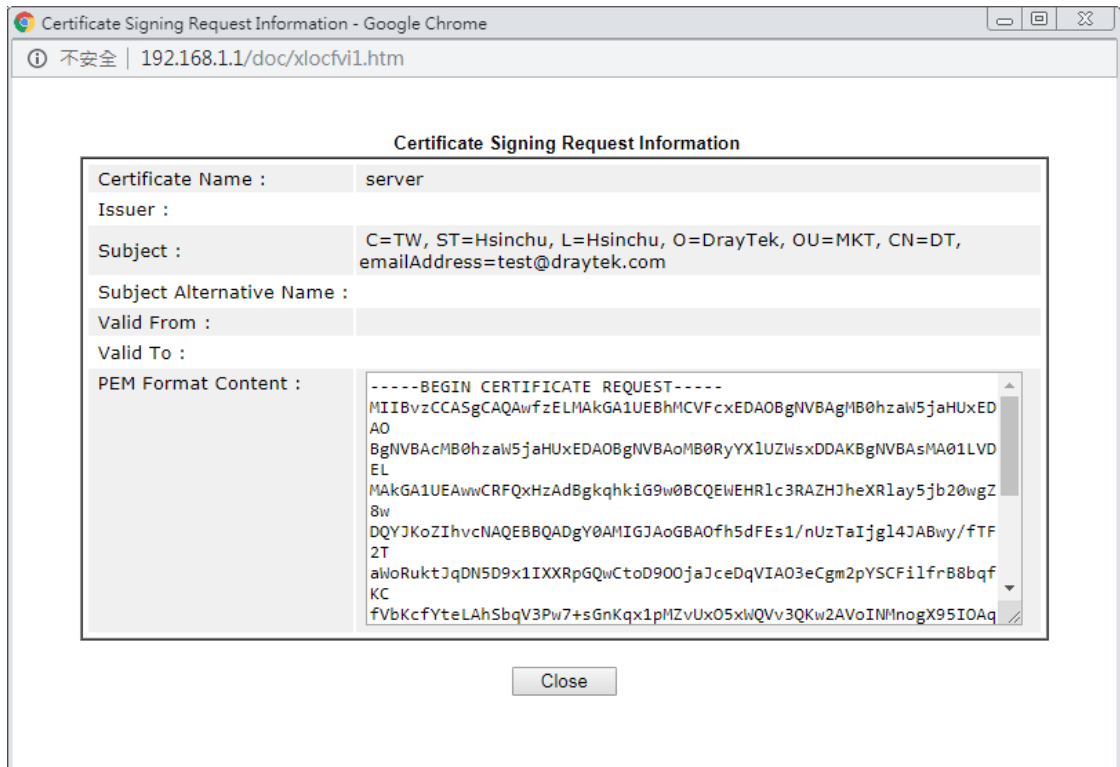 Certificate Signing Request Information - Google Chrome
不安全 | 192.168.1.1/doc/xlocfvi1.htm
Certificate Signing Request Information
Certificate Name : server
Issuer :
Subject : C=TW, ST=Hsinchu, L=Hsinchu, O=DrayTek, OU=MKT, CN=DT,
emailAddress=test@draytek.com
Subject Alternative Name :
Valid From :
Valid To :
PEM Format Content : -----BEGIN CERTIFICATE REQUEST-----
MIIBvzCCASgCAQAwfzELMAkGA1UEBhMCVFcxEDAOBgNVBAgMB0hzaW5jaHUxED
AO
BgNVBAcMB0hzaW5jaHUxEDAOBgNVBAoMB0RyYXlUZWsxDDAKBgNVBAsMA01LVD
EL
MAkGA1UEAwwCRFQxHzAdBgkqhkiG9w0BCQEWEHRlc3RAZHJheXRlay5jb20wgZ
8w
DQYJKoZIhvcNAQEBBQADgY0AMIGJAoGBAOfh5dFEs1/nUzTaIjgl4JABwy/fTF
2T
aWoRuktJqDN5D9x1IXXRpGQwCtoD9OOjaJceDqVIAO3eCgm2pYSCFilfrB8bqf
KC
fVbKcfYteLAhSbqV3Pw7+sGnKqx1pMZvUxO5xWQVv3QKw2AVoINMnogX95IOAq
Close